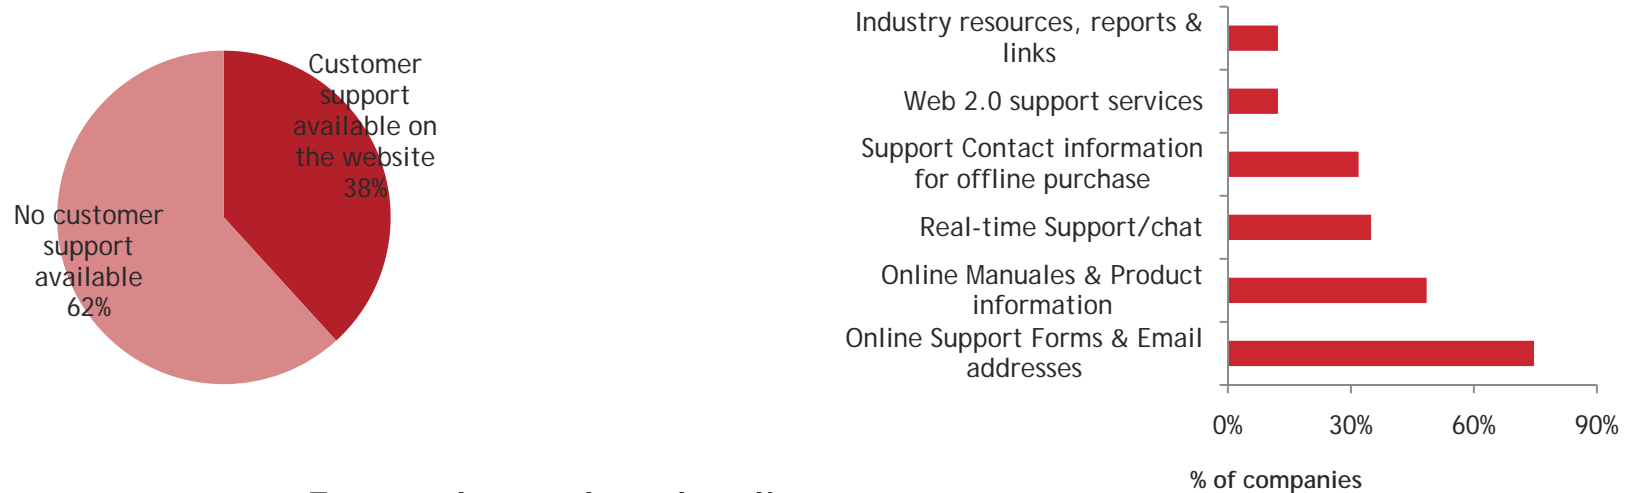 Customer
support
available on
the website
38%
No customer
support
available
62%
Industry resources, reports &
links
Web 2.0 support services
Support Contact information
for offline purchase
Real-time Support/chat
Online Manuales & Product
information
Online Support Forms & Email
addresses
0% 30% 60% 90%
% of companies